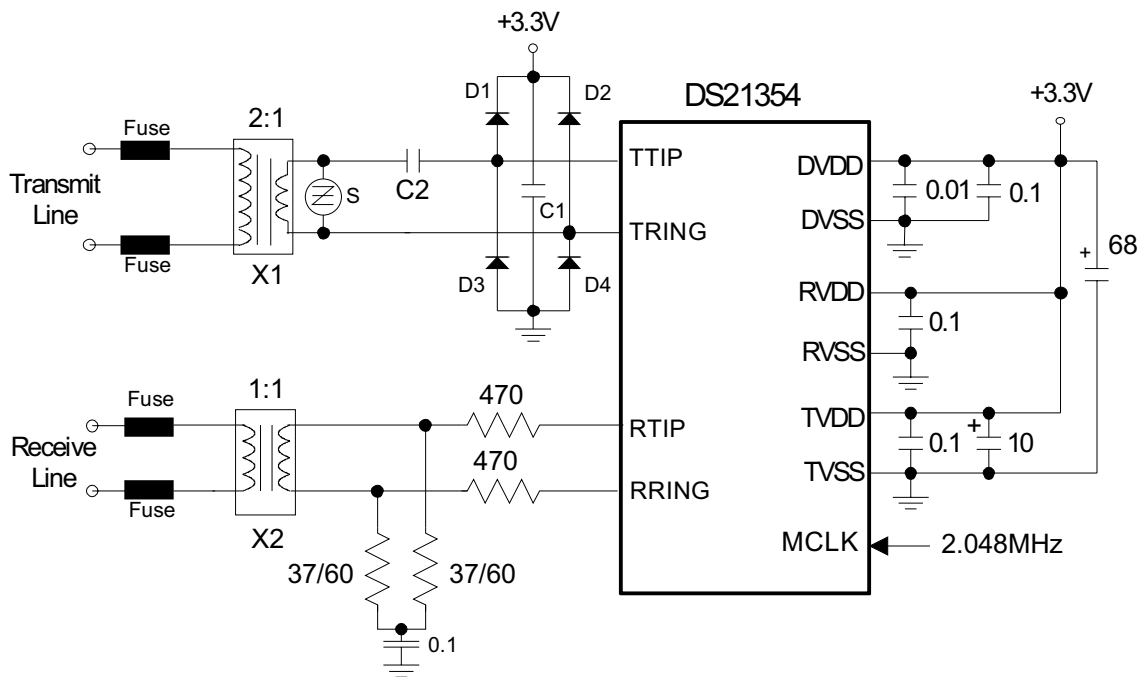 +3.3V
D1
D2
DS21354
+3.3V
Fuse
2:1
Transmit
Line
S
C2
C1
TTIP
TRING
DVDD
DVSS
0.01
0.1
68
+
Fuse
X1
D3
D4
RVDD
RVSS
0.1
Fuse
1:1
470
RTIP
Receive
Line
470
RRING
TVDD
TVSS
0.1
+
10
Fuse
X2
MCLK
2.048MHz
37/60
37/60
0.1